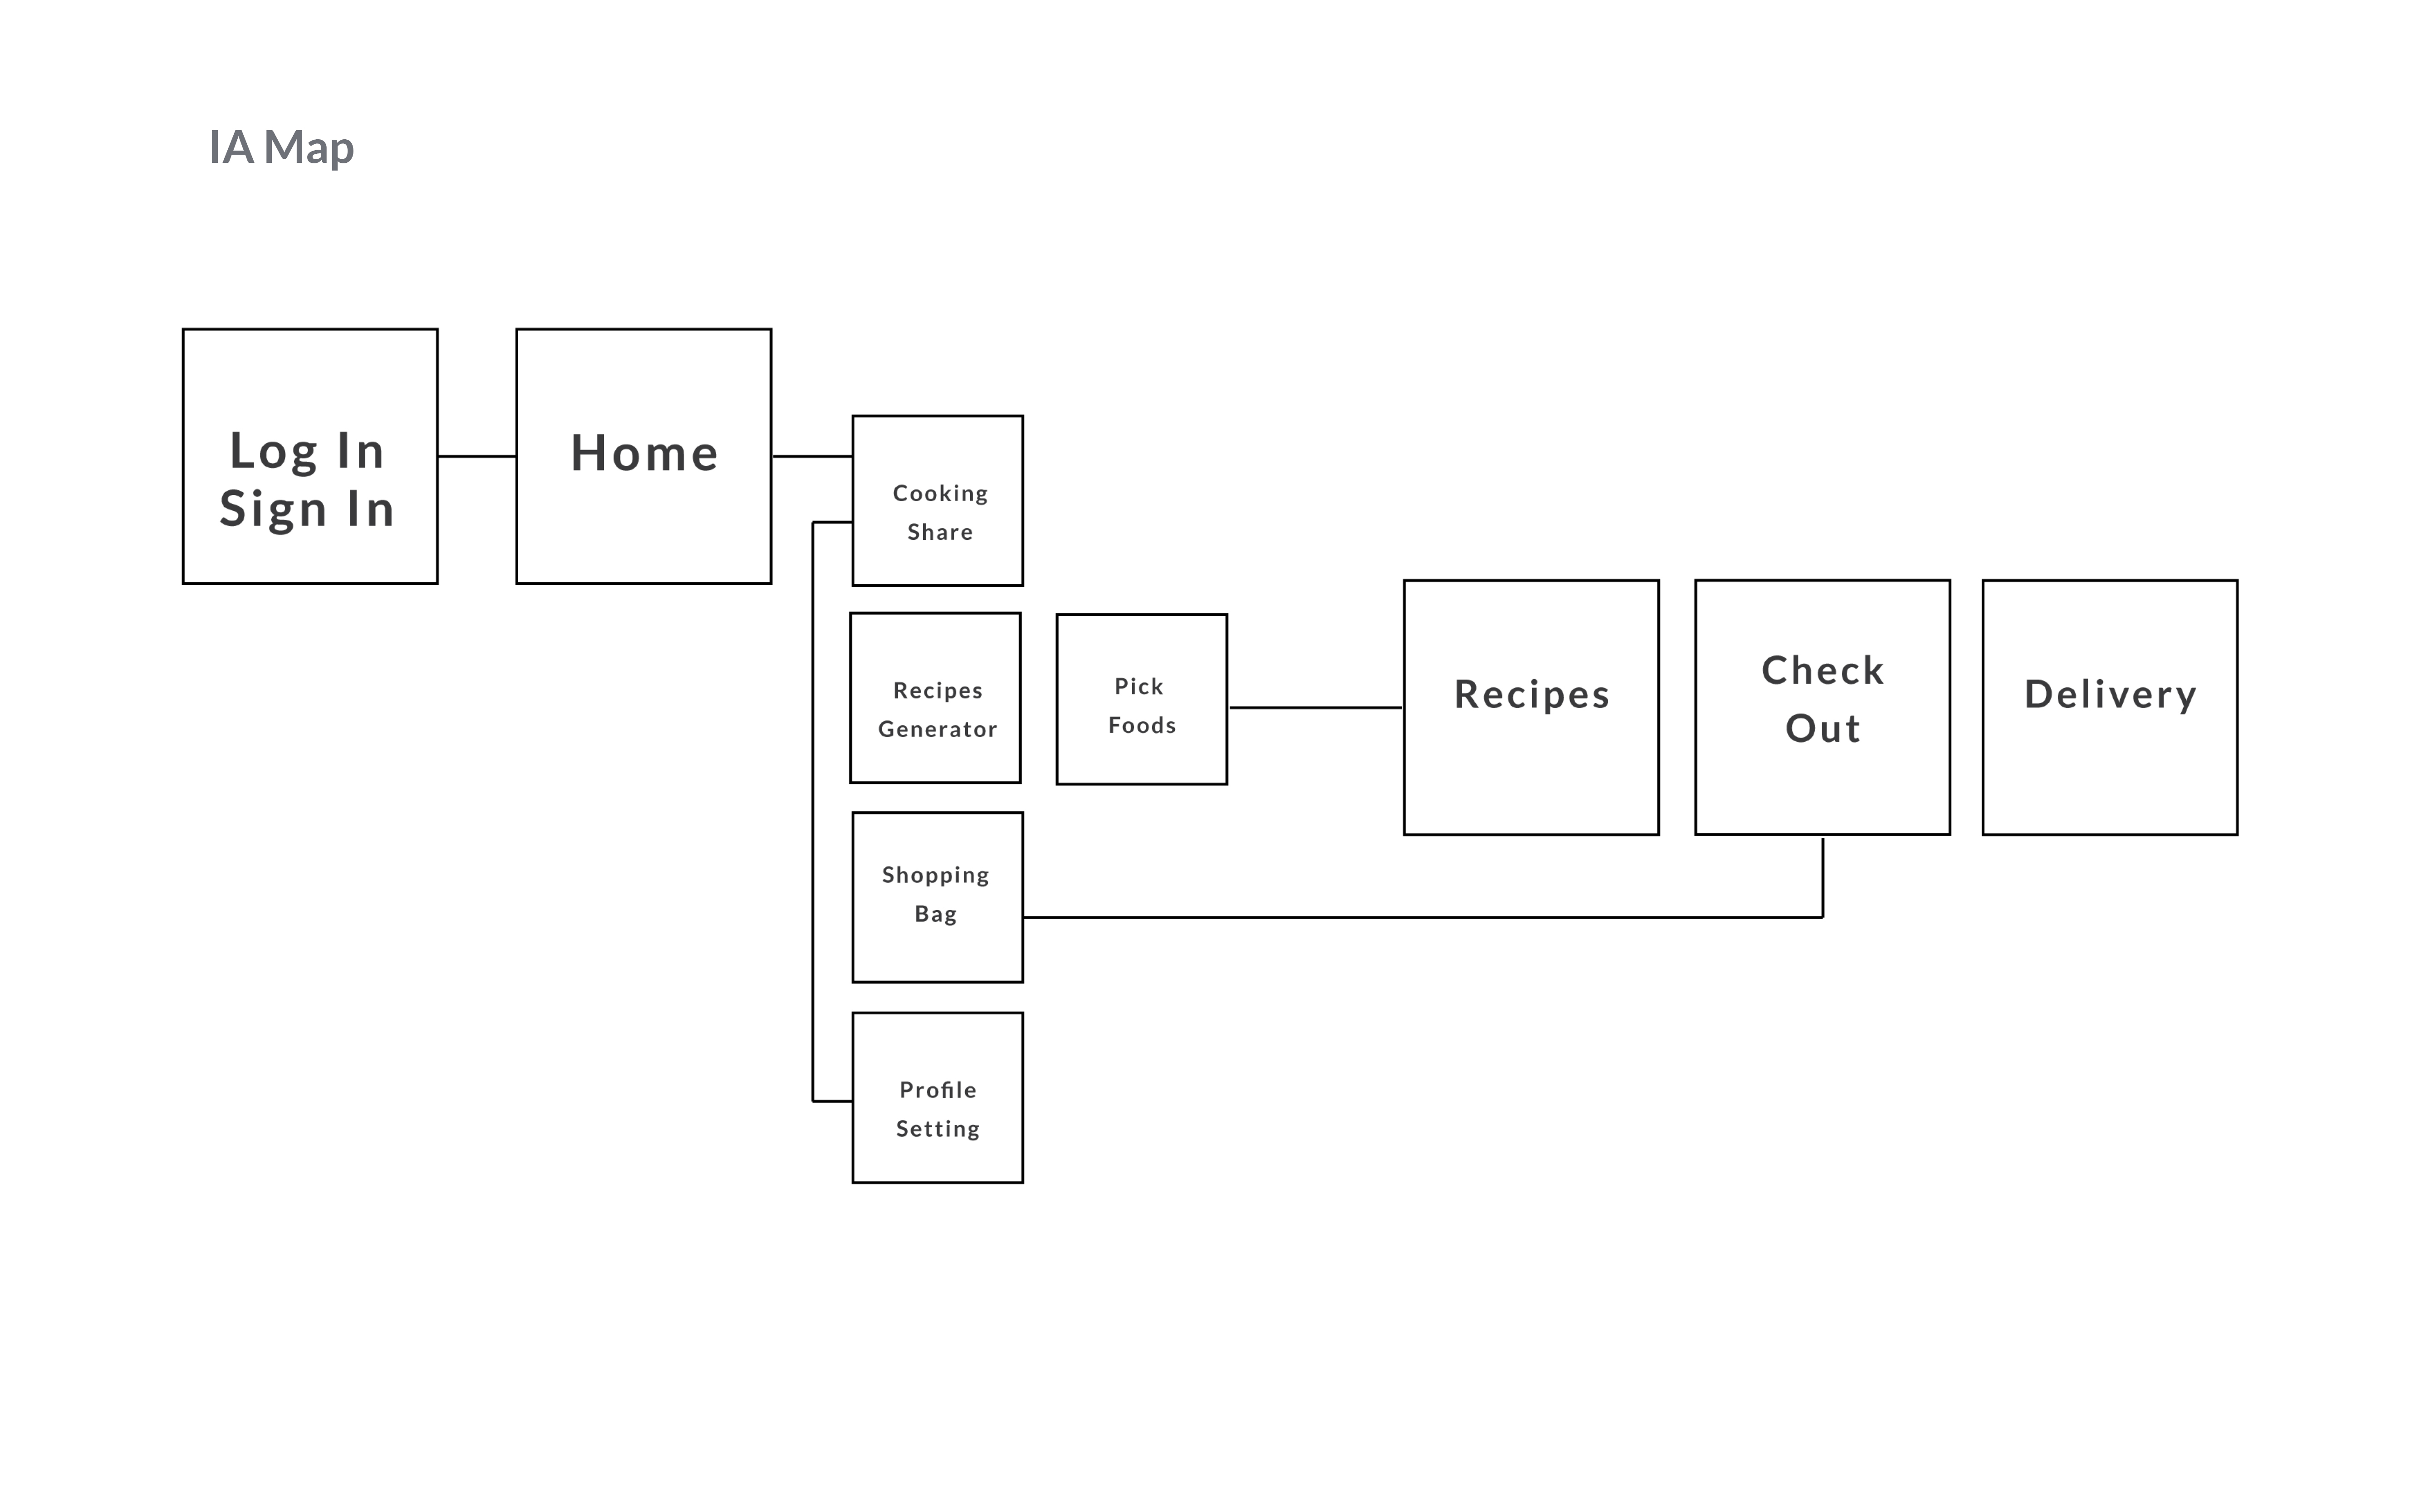 IA Map
Log In
Sign In
Home
Cooking
Share
Recipes
Generator
Pick
Foods
Recipes
Check
Out
Delivery
Shopping
Bag
Profile
Setting